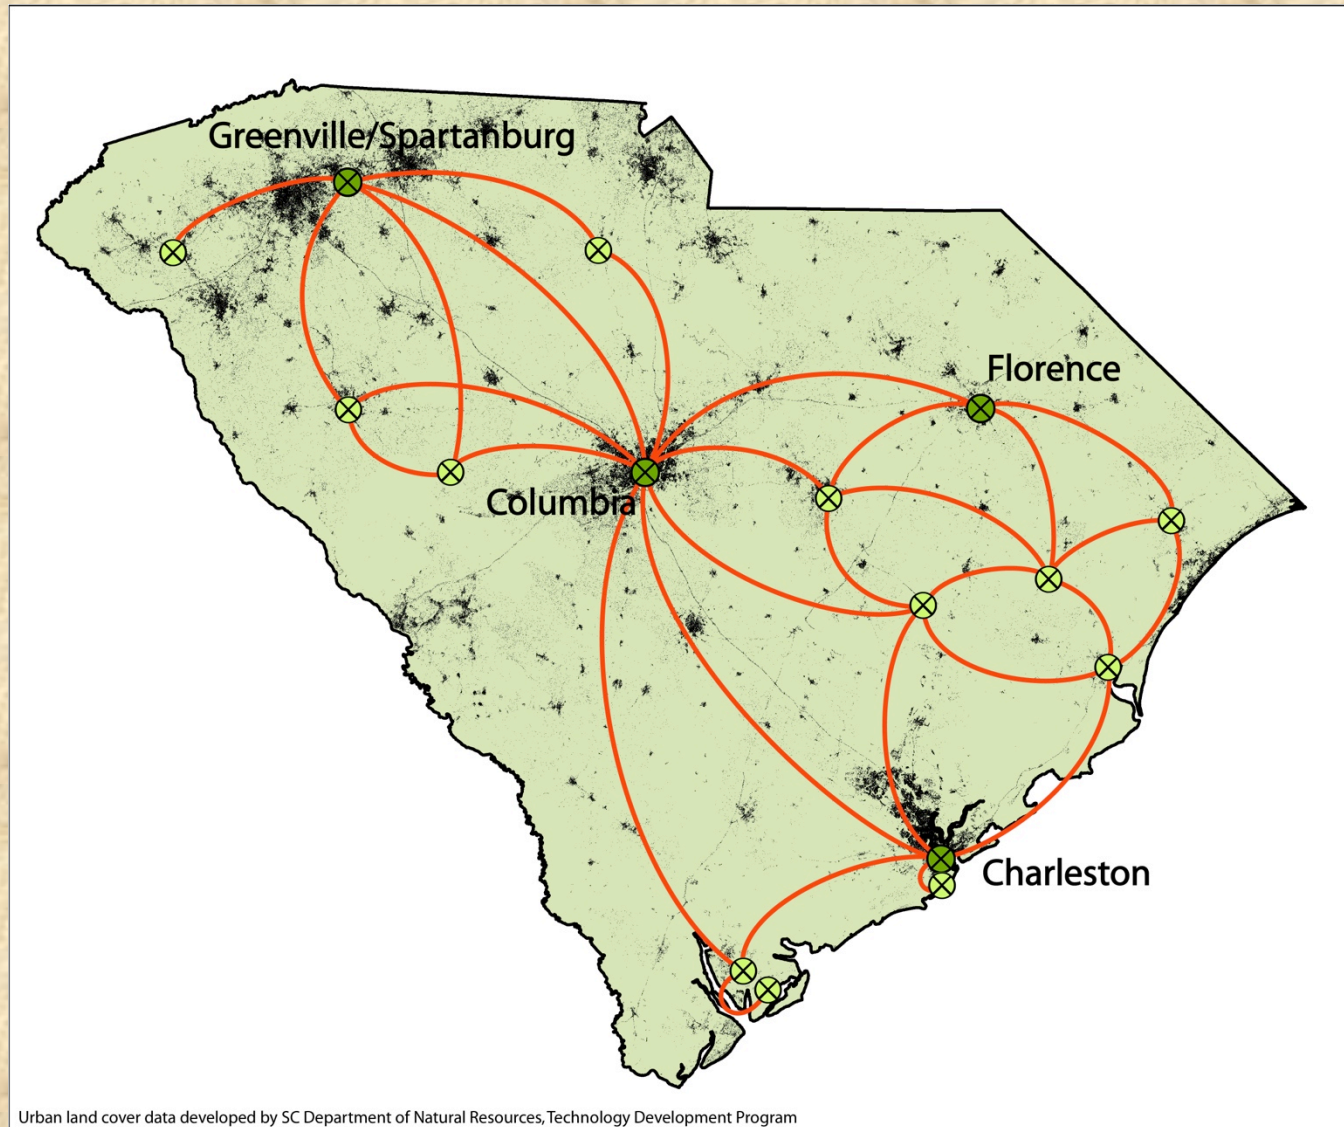 Greenville/Spartanburg
Florence
Columbia
Charleston
Urban land cover data developed by SC Department of Natural Resources, Technology Development Program